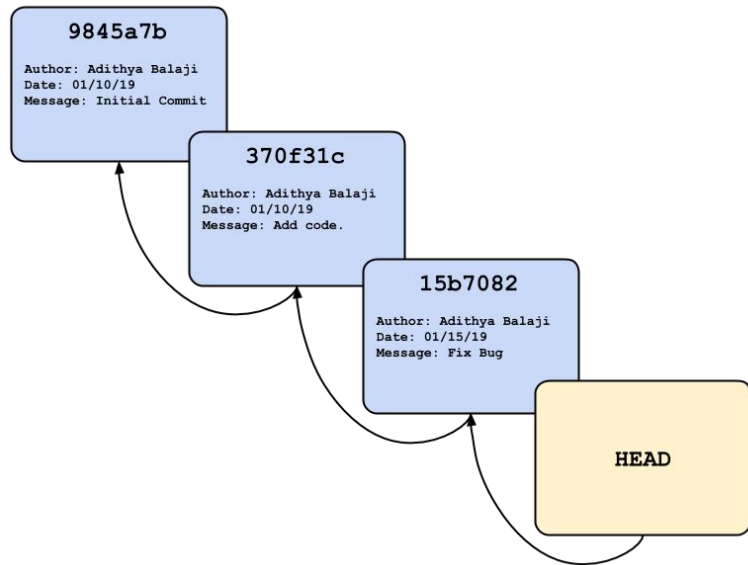 9845a7b
Author: Adithya Balaji
Date: 01/10/19
Message: Initial Commit
370f31c
Author: Adithya Balaji
Date: 01/10/19
Message: Add code.
15b7082
Author: Adithya Balaji
Date: 01/15/19
Message: Fix Bug
HEAD